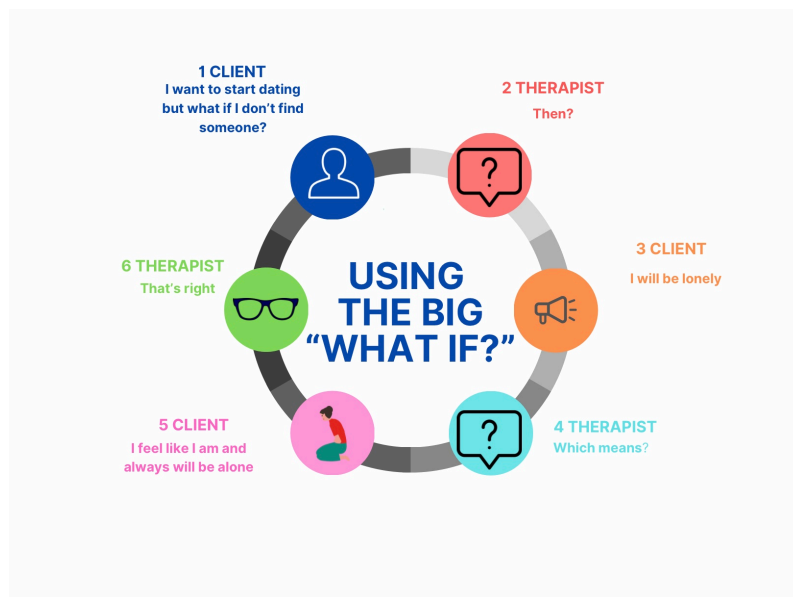 1 CLIENT
I want to start dating
but what if I don’t find
someone?
2 THERAPIST
Then?
3 CLIENT
I will be lonely
4 THERAPIST
Which means?
5 CLIENT
I feel like I am and
always will be alone
6 THERAPIST
That’s right
USING
THE BIG
“WHAT IF?”
?
?